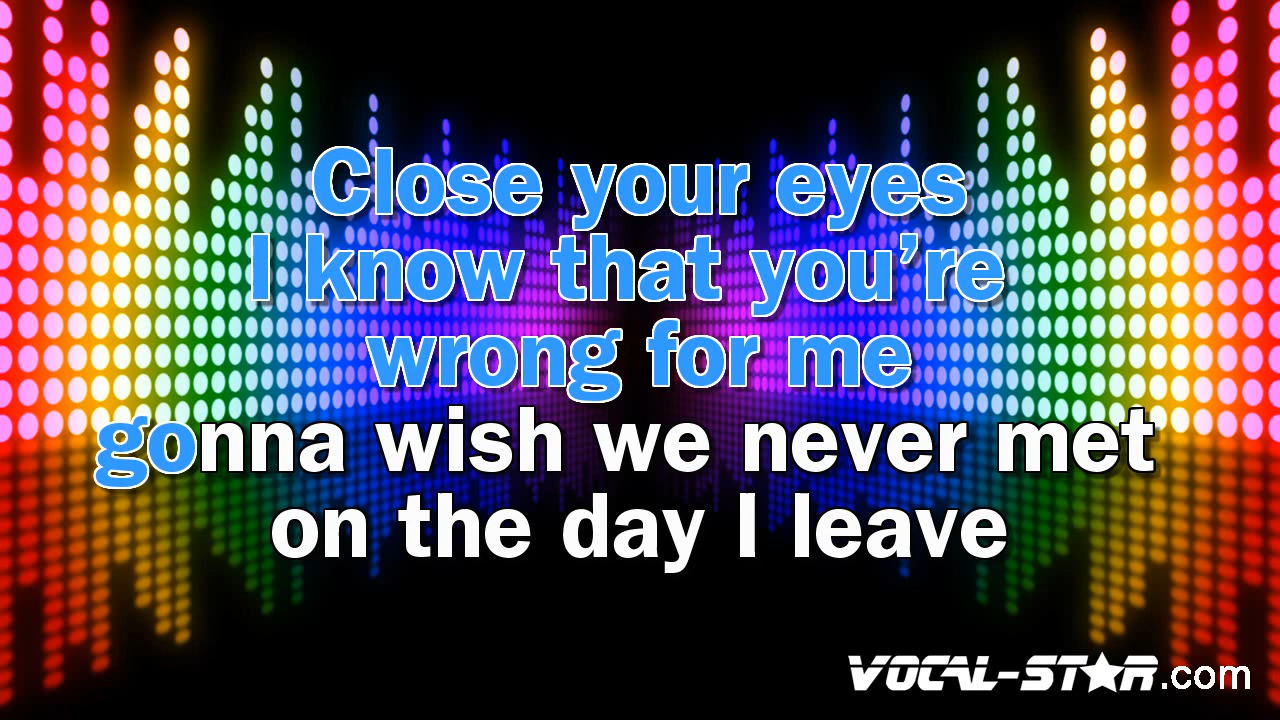 Close your eyes
I know that you’re
wrong for me
gonna wish we never met
on the day I leave
VOCAL-STAR.com